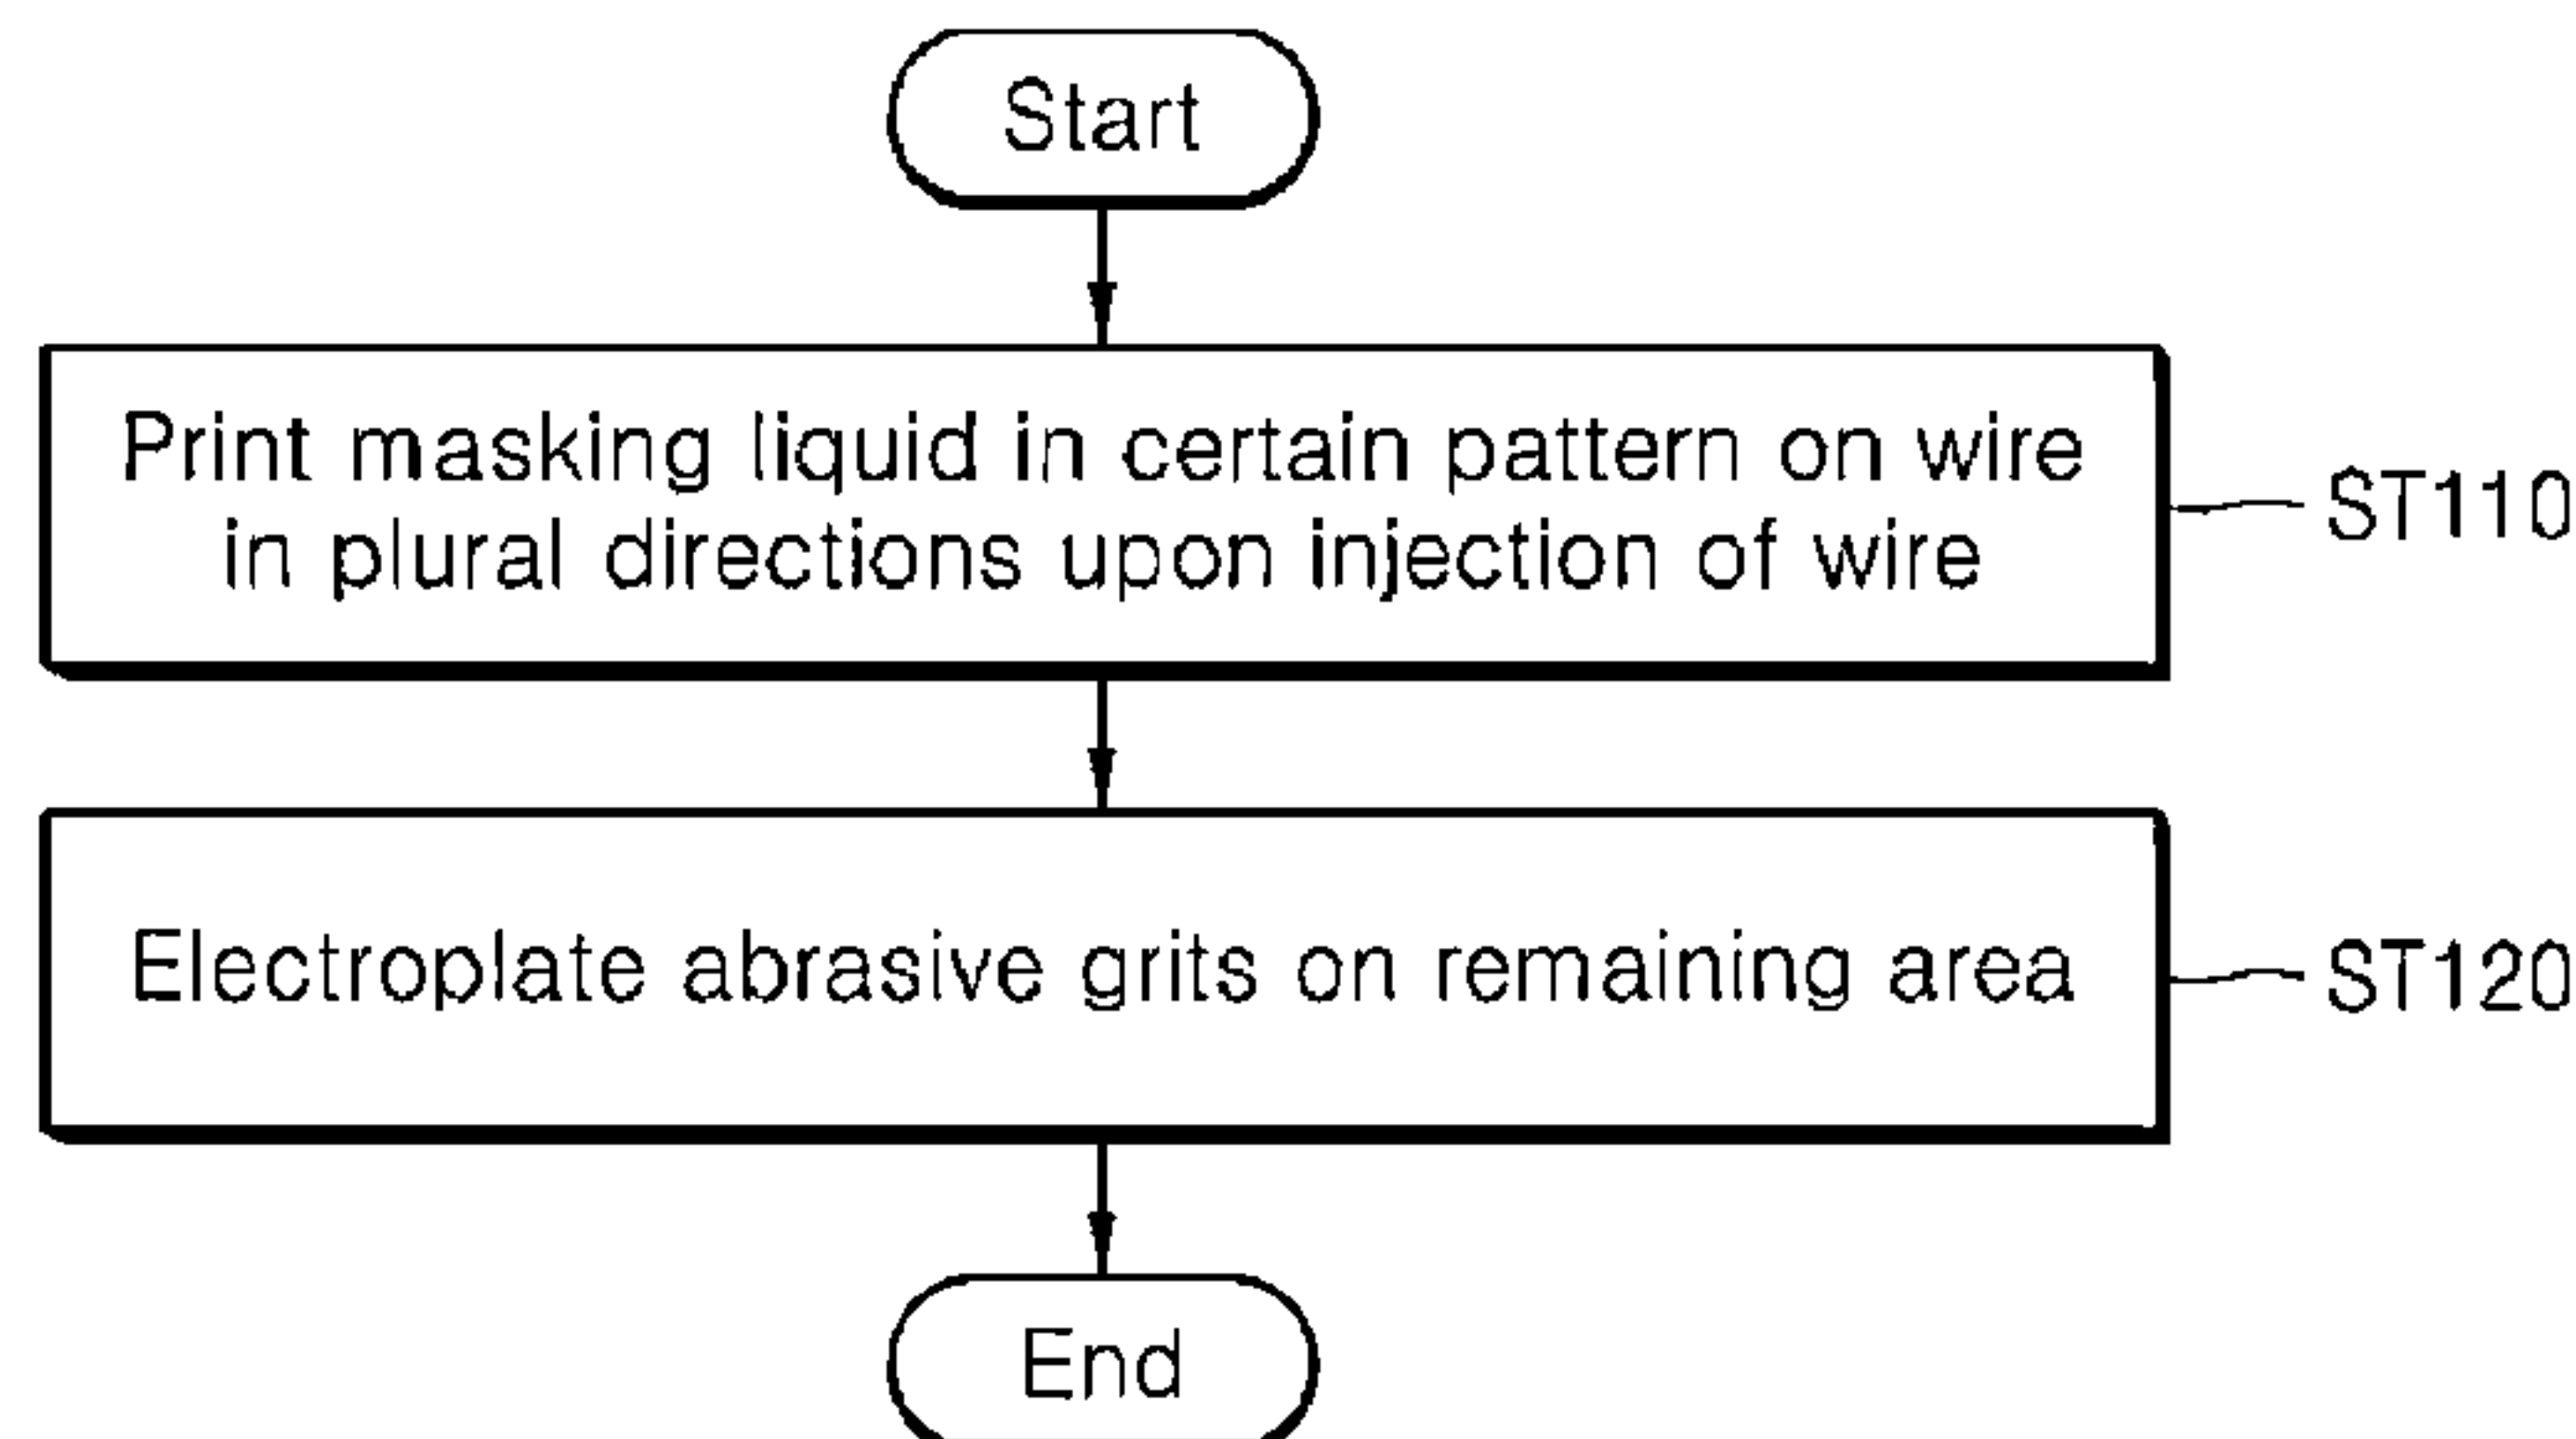 Start
Print masking liquid in certain pattern on wire
in plural directions upon injection of wire
ST110
Electroplate abrasive grits on remaining area
ST120
End